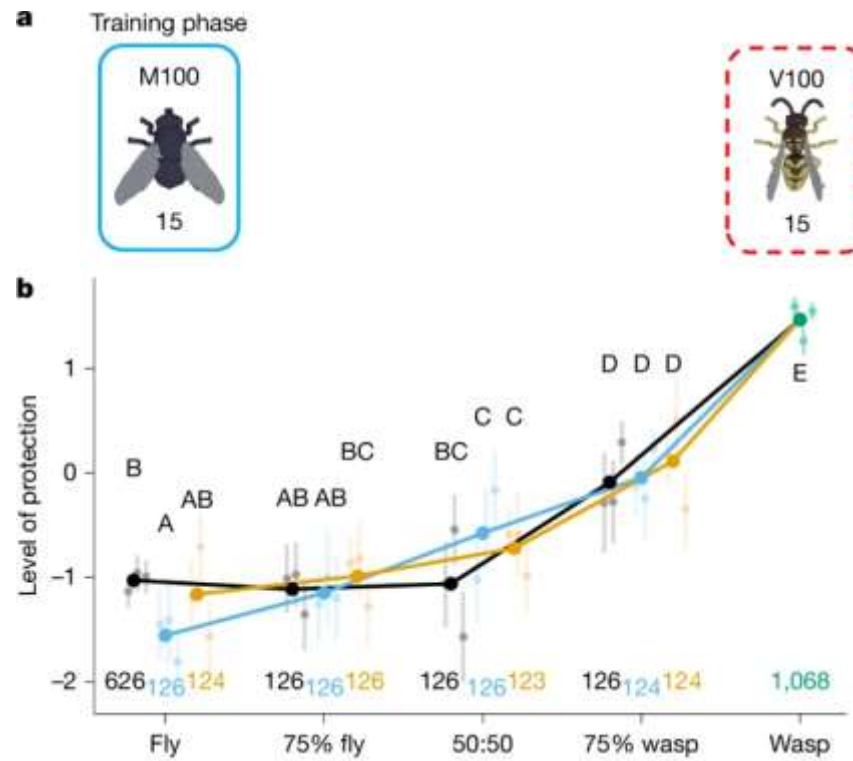 a
Training phase
M100
15
V100
15
b
Level of protection
1
0
−1
−2
B
A
AB
AB AB
BC
BC
C C
D D D
E
626 126 124
126 126 126
126 126 123
126 124 124
1,068
Fly
75% fly
50:50
75% wasp
Wasp